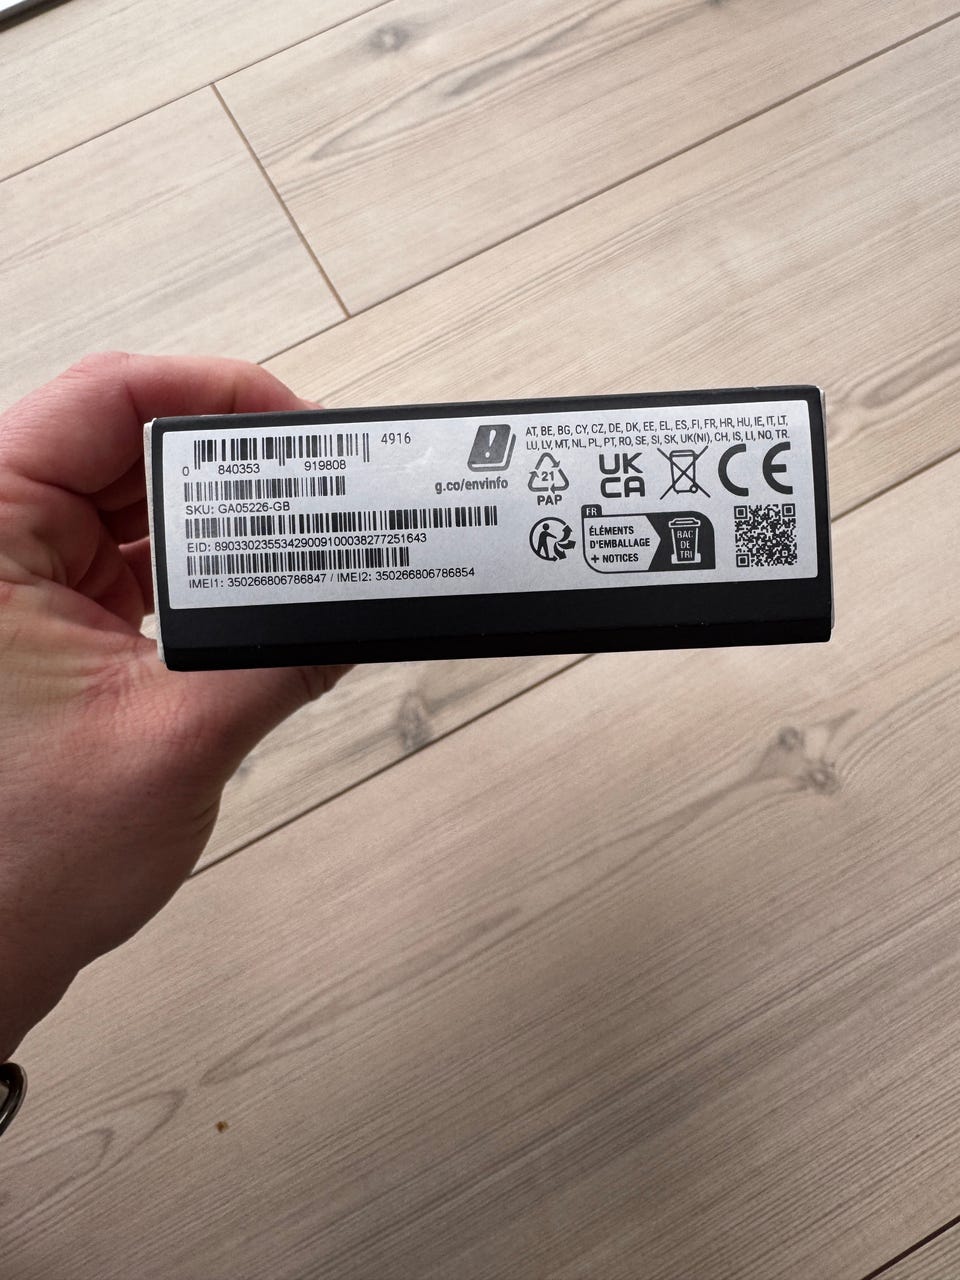 4916
0 840353 919808
SKU: GA05226-GB
EID: 89033023553429009100038277251643
IMEI1: 350266806786847 / IMEI2: 350266806786854
g.co/envinfo
AT, BE, BG, CY, CZ, DE, DK, EE, EL, ES, FI, FR, HR, HU, IE, IT, LT,
LU, LV, MT, NL, PL, PT, RO, SE, SI, SK, UK(NI), CH, IS, LI, NO, TR.
21
PAP
UK
CA
CE
FR
ÉLÉMENTS
D'EMBALLAGE
+ NOTICES
BAC
DE
TRI